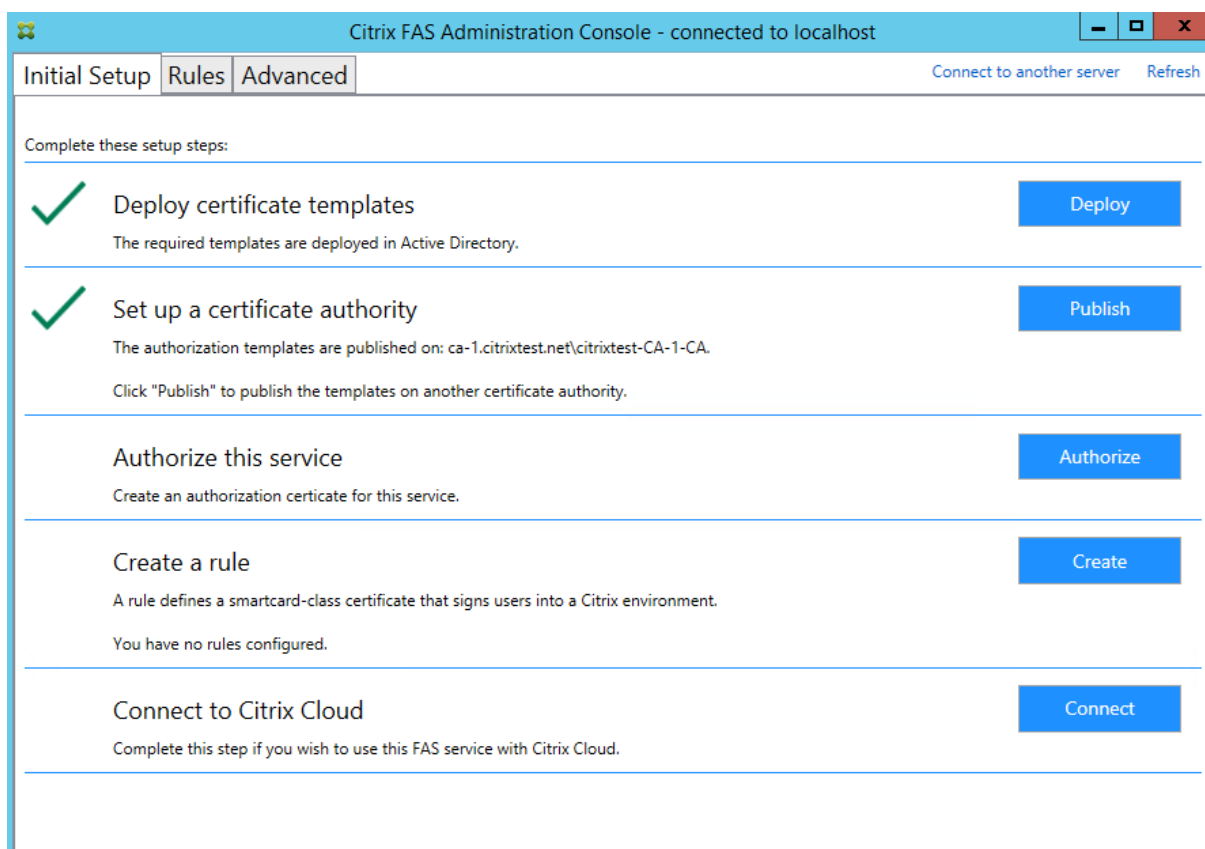 Citrix FAS Administration Console - connected to localhost
Initial Setup Rules Advanced Connect to another server Refresh
Complete these setup steps:
Deploy certificate templates
Deploy
The required templates are deployed in Active Directory.
Set up a certificate authority
Publish
The authorization templates are published on: ca-1.citrixtest.net\citrixtest-CA-1-CA.
Click "Publish" to publish the templates on another certificate authority.
Authorize this service
Authorize
Create an authorization certicate for this service.
Create a rule
Create
A rule defines a smartcard-class certificate that signs users into a Citrix environment.
You have no rules configured.
Connect to Citrix Cloud
Connect
Complete this step if you wish to use this FAS service with Citrix Cloud.